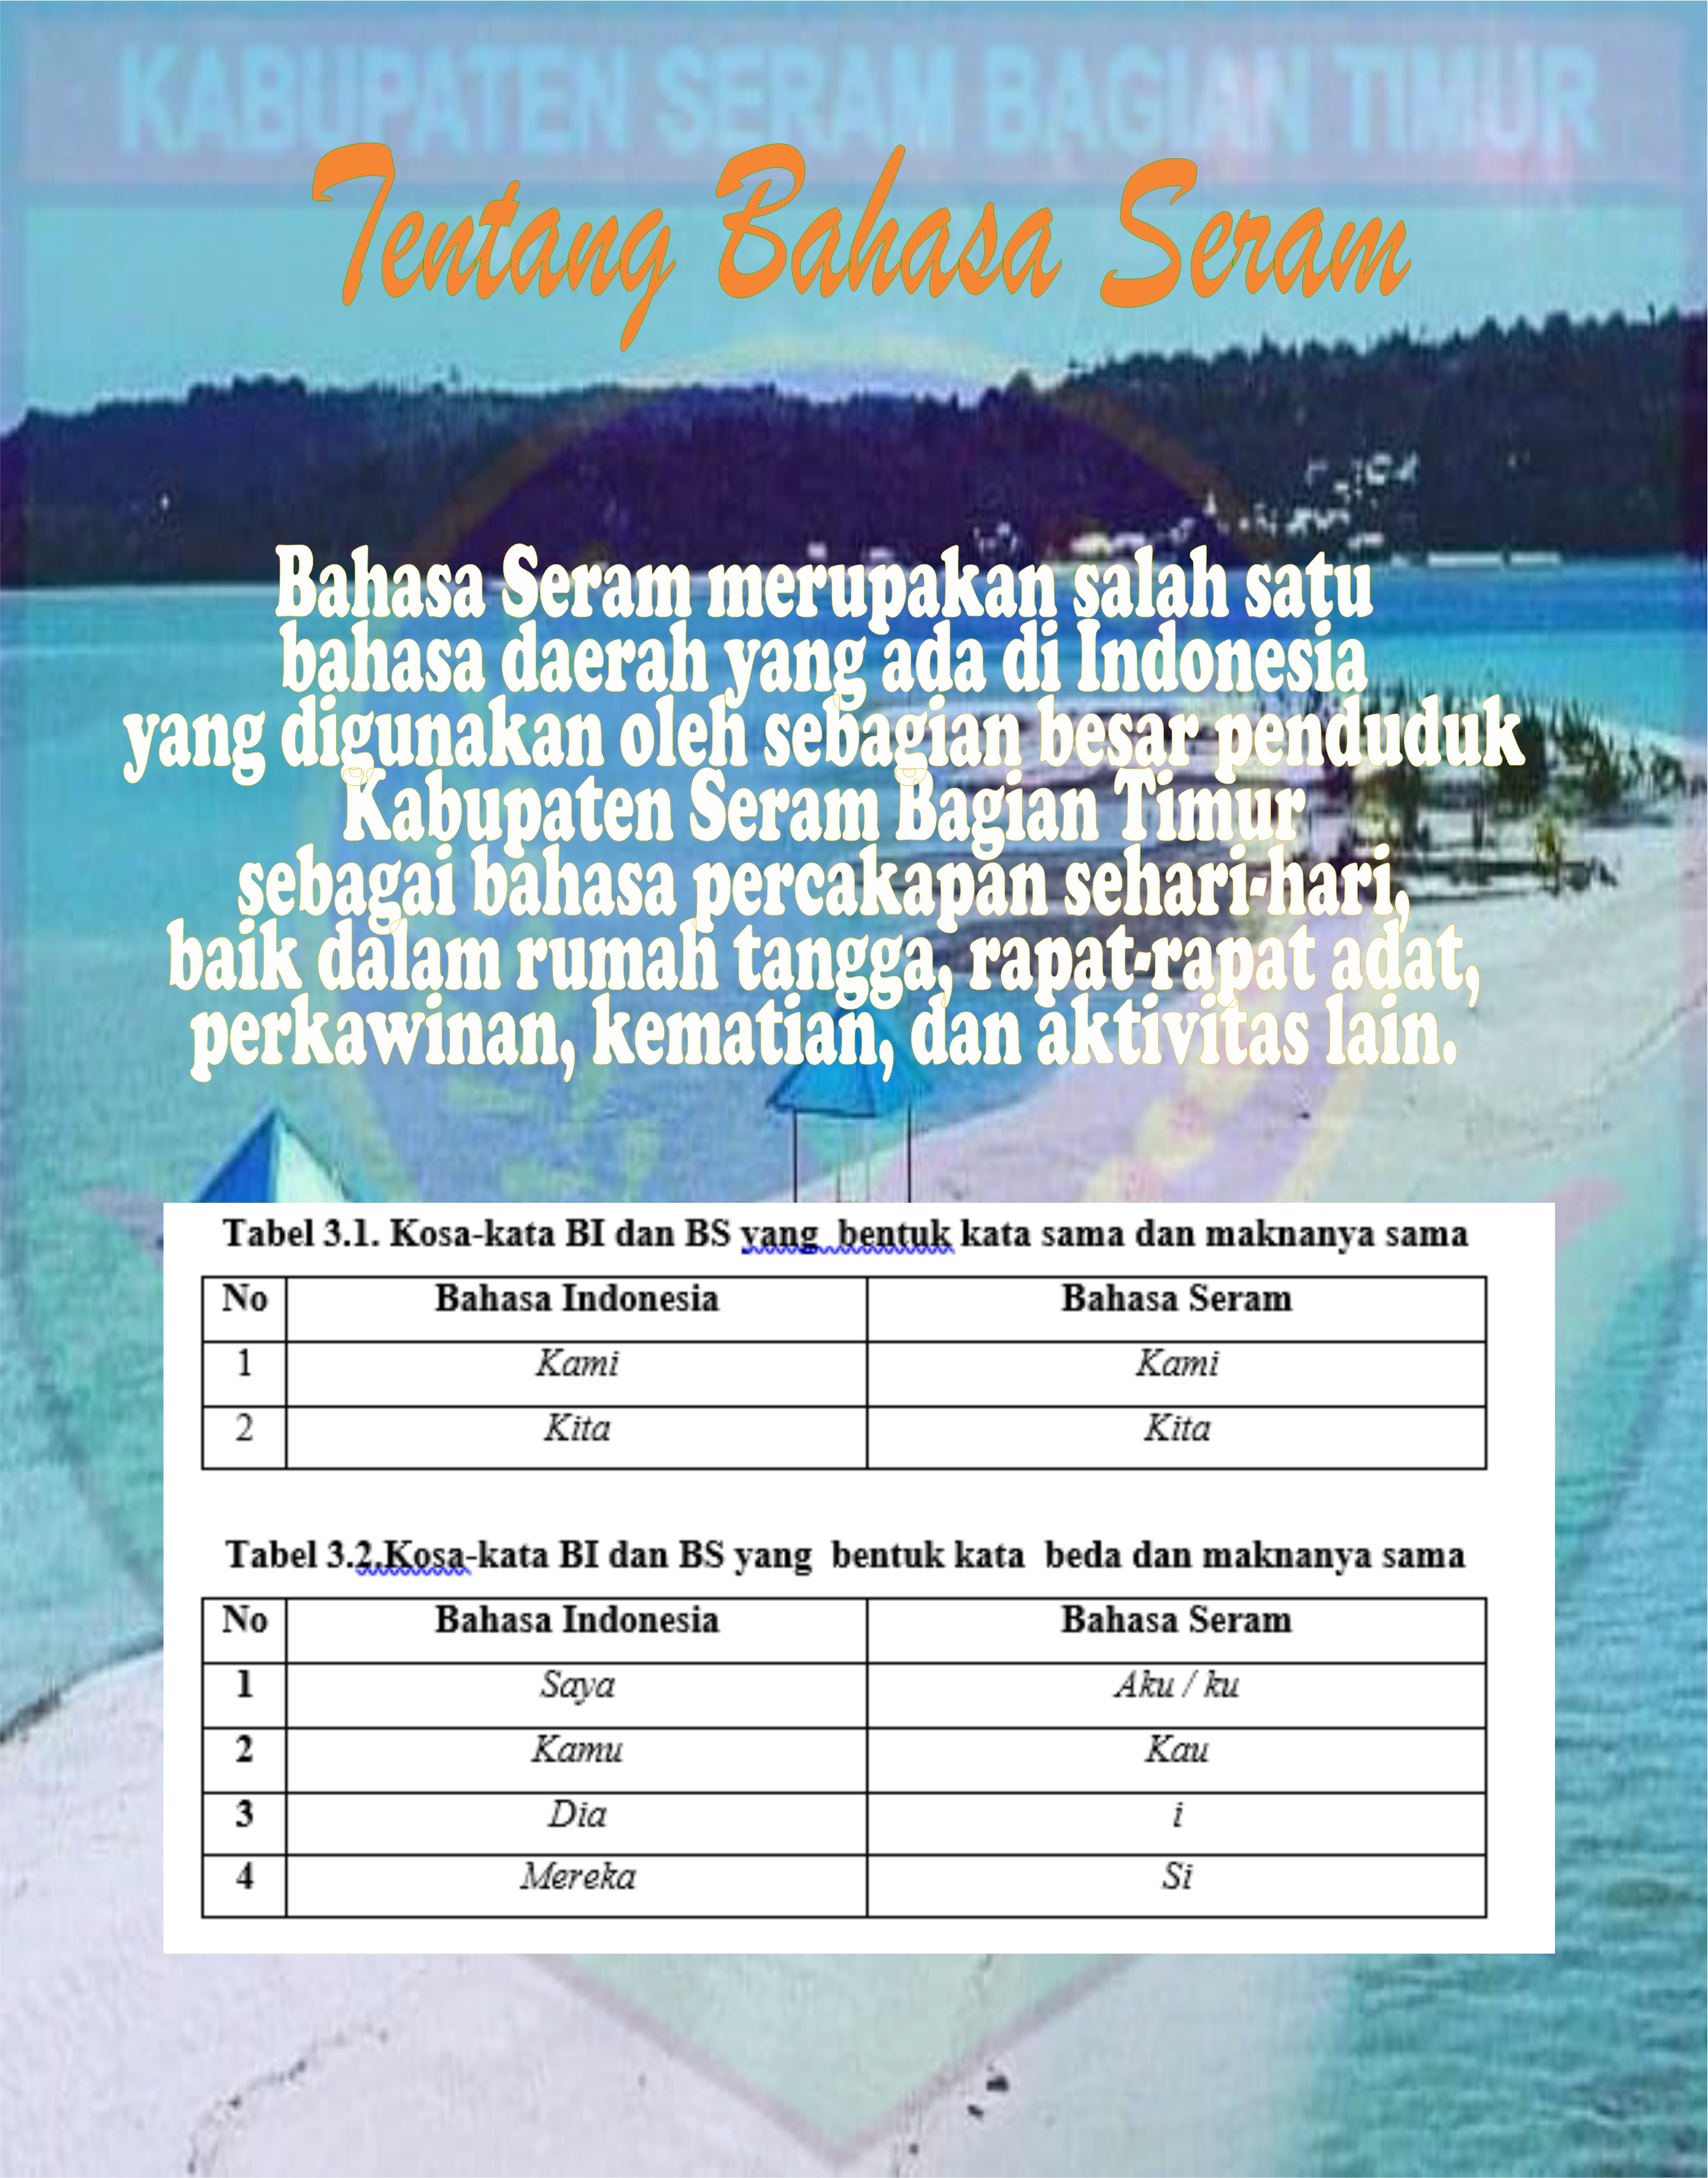 KABUPATEN SERAM BAGIAN TIMUR
Tentang Bahasa Seram
Bahasa Seram merupakan salah satu
bahasa daerah yang ada di Indonesia
yang digunakan oleh sebagian besar penduduk
Kabupaten Seram Bagian Timur
sebagai bahasa percakapan sehari-hari,
baik dalam rumah tangga, rapat-rapat adat,
perkawinan, kematian, dan aktivitas lain.
Tabel 3.1. Kosa-kata BI dan BS yang  bentuk kata sama dan maknanya sama
No Bahasa Indonesia Bahasa Seram
1 Kami Kami
2 Kita Kita
Tabel 3.2.Kosa-kata BI dan BS yang  bentuk kata  beda dan maknanya sama
No Bahasa Indonesia Bahasa Seram
1 Saya Aku / ku
2 Kamu Kau
3 Dia i
4 Mereka Si